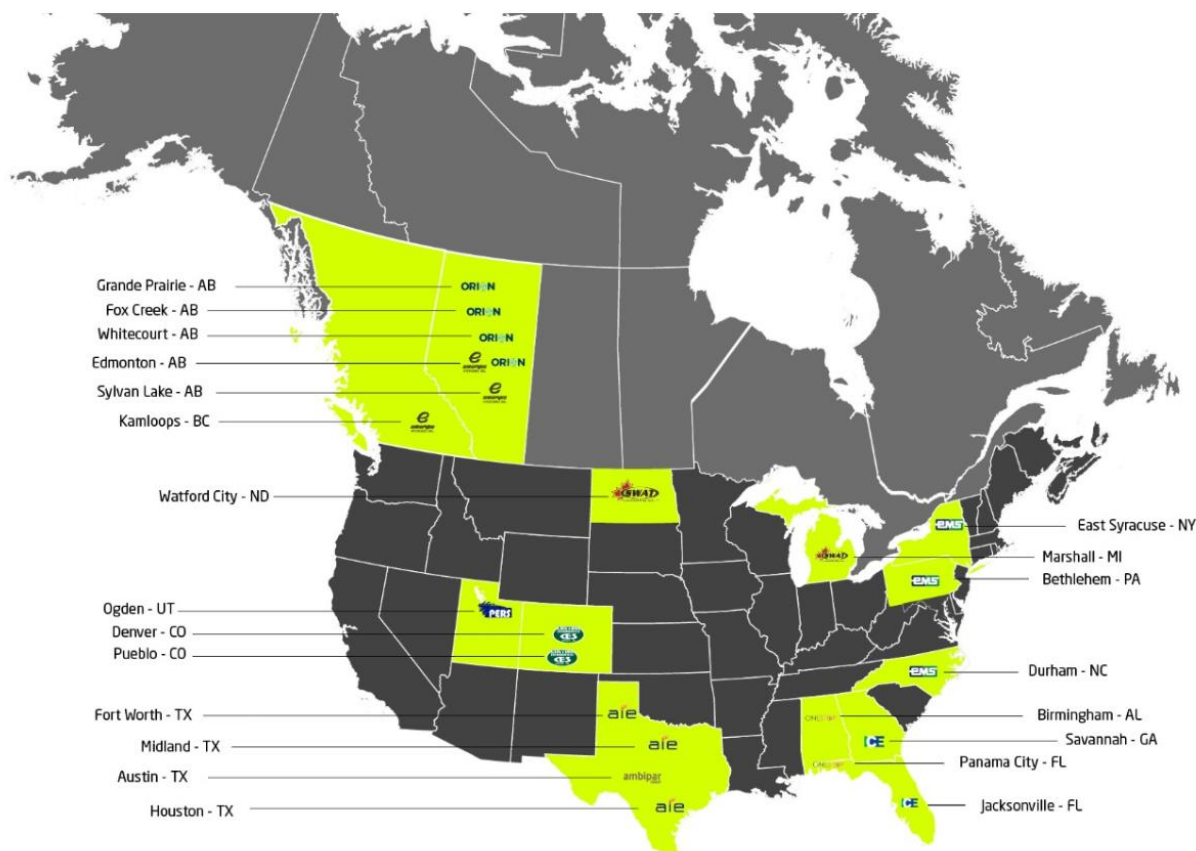 Grande Prairie - AB
ORION
Fox Creek - AB
ORION
Whitecourt - AB
ORION
Edmonton - AB
e
ORION
Sylvan Lake - AB
e
Kamloops - BC
e
Watford City - ND
SWAT
EMS
East Syracuse - NY
SWAT
Marshall - MI
EMS
Bethlehem - PA
Ogden - UT
PERS
Denver - CO
CES
Pueblo - CO
CES
EMS
Durham - NC
Fort Worth - TX
aIe
Birmingham - AL
Midland - TX
aIe
ICE
Savannah - GA
Panama City - FL
Austin - TX
ambipar
Houston - TX
aIe
ICE
Jacksonville - FL